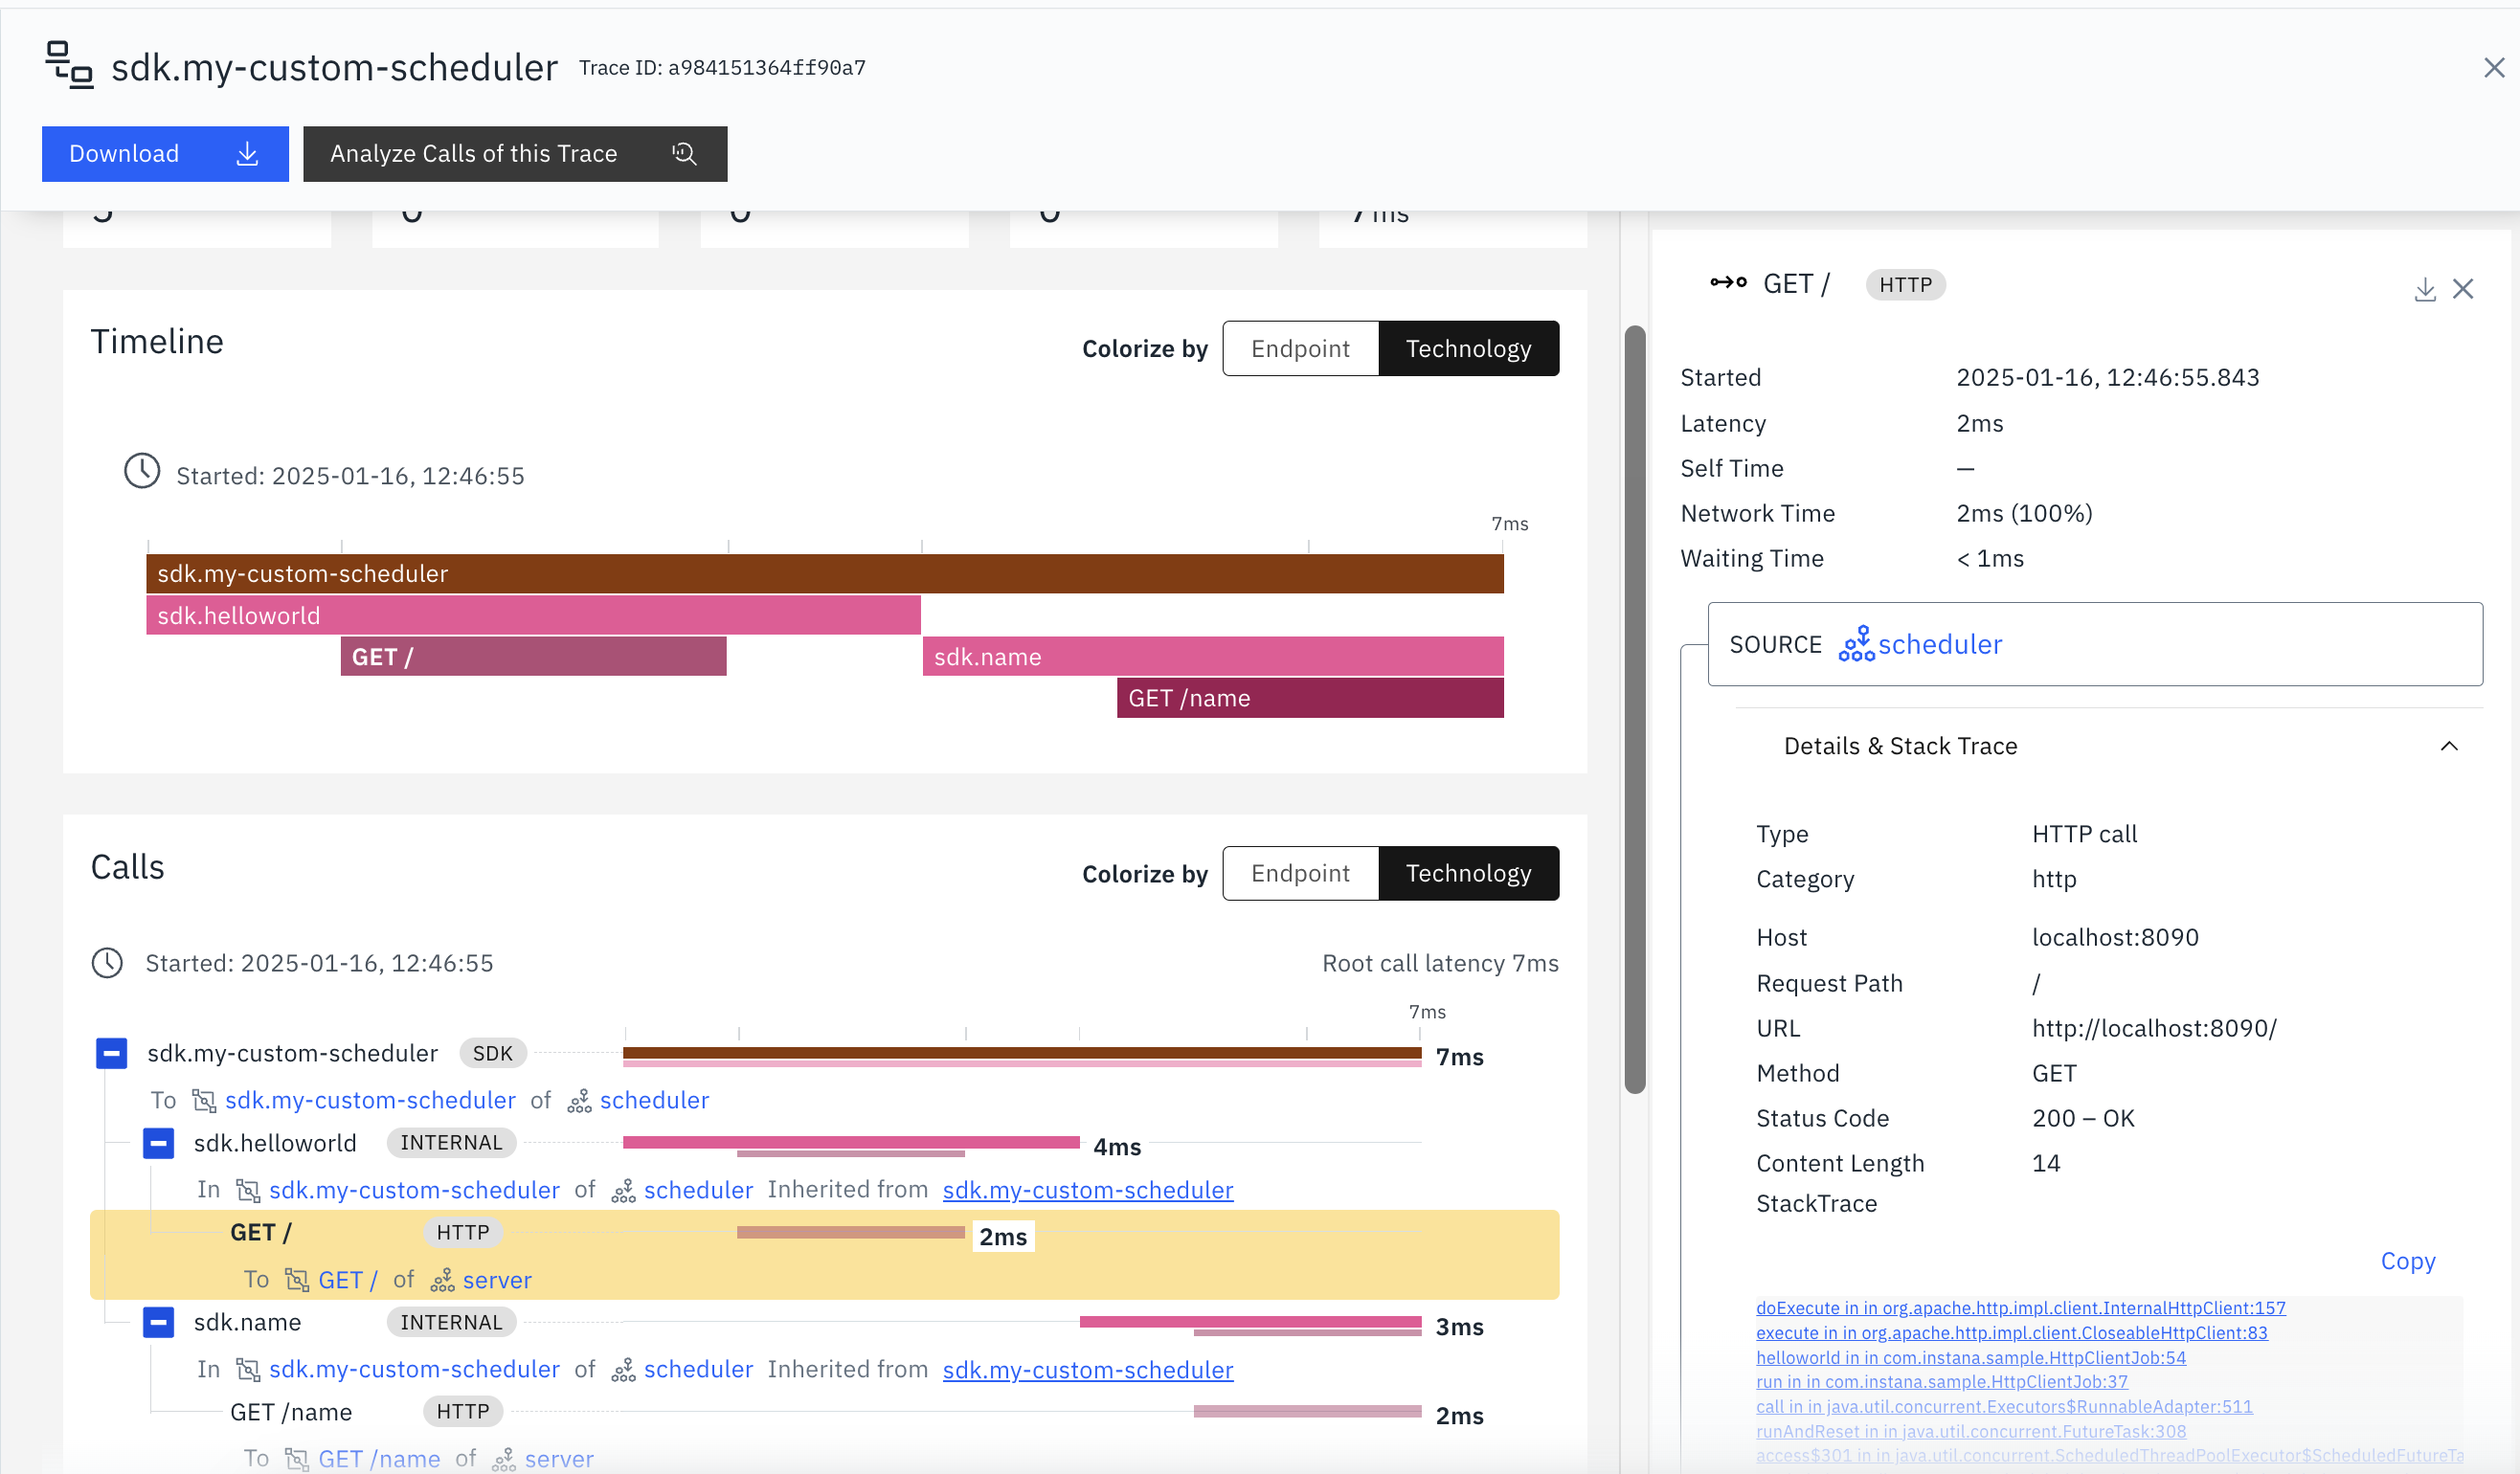 sdk.my-custom-scheduler Trace ID: a984151364ff90a7
Download Analyze Calls of this Trace
7ms
Timeline
Colorize by Endpoint Technology
Started: 2025-01-16, 12:46:55
7ms
sdk.my-custom-scheduler
sdk.helloworld
GET / sdk.name
GET /name
Calls
Colorize by Endpoint Technology
Started: 2025-01-16, 12:46:55 Root call latency 7ms
7ms
sdk.my-custom-scheduler SDK 7ms
To sdk.my-custom-scheduler of scheduler
sdk.helloworld INTERNAL 4ms
In sdk.my-custom-scheduler of scheduler Inherited from sdk.my-custom-scheduler
GET / HTTP 2ms
To GET / of server
sdk.name INTERNAL 3ms
In sdk.my-custom-scheduler of scheduler Inherited from sdk.my-custom-scheduler
GET /name HTTP 2ms
To GET /name of server
GET / HTTP
Started 2025-01-16, 12:46:55.843
Latency 2ms
Self Time —
Network Time 2ms (100%)
Waiting Time < 1ms
SOURCE scheduler
Details & Stack Trace
Type HTTP call
Category http
Host localhost:8090
Request Path /
URL http://localhost:8090/
Method GET
Status Code 200 – OK
Content Length 14
StackTrace
Copy
doExecute in in org.apache.http.impl.client.InternalHttpClient:157
execute in in org.apache.http.impl.client.CloseableHttpClient:83
helloworld in in com.instana.sample.HttpClientJob:54
run in in com.instana.sample.HttpClientJob:37
call in in java.util.concurrent.Executors$RunnableAdapter:511
runAndReset in in java.util.concurrent.FutureTask:308
access$301 in in java.util.concurrent.ScheduledThreadPoolExecutor$ScheduledFutureTa